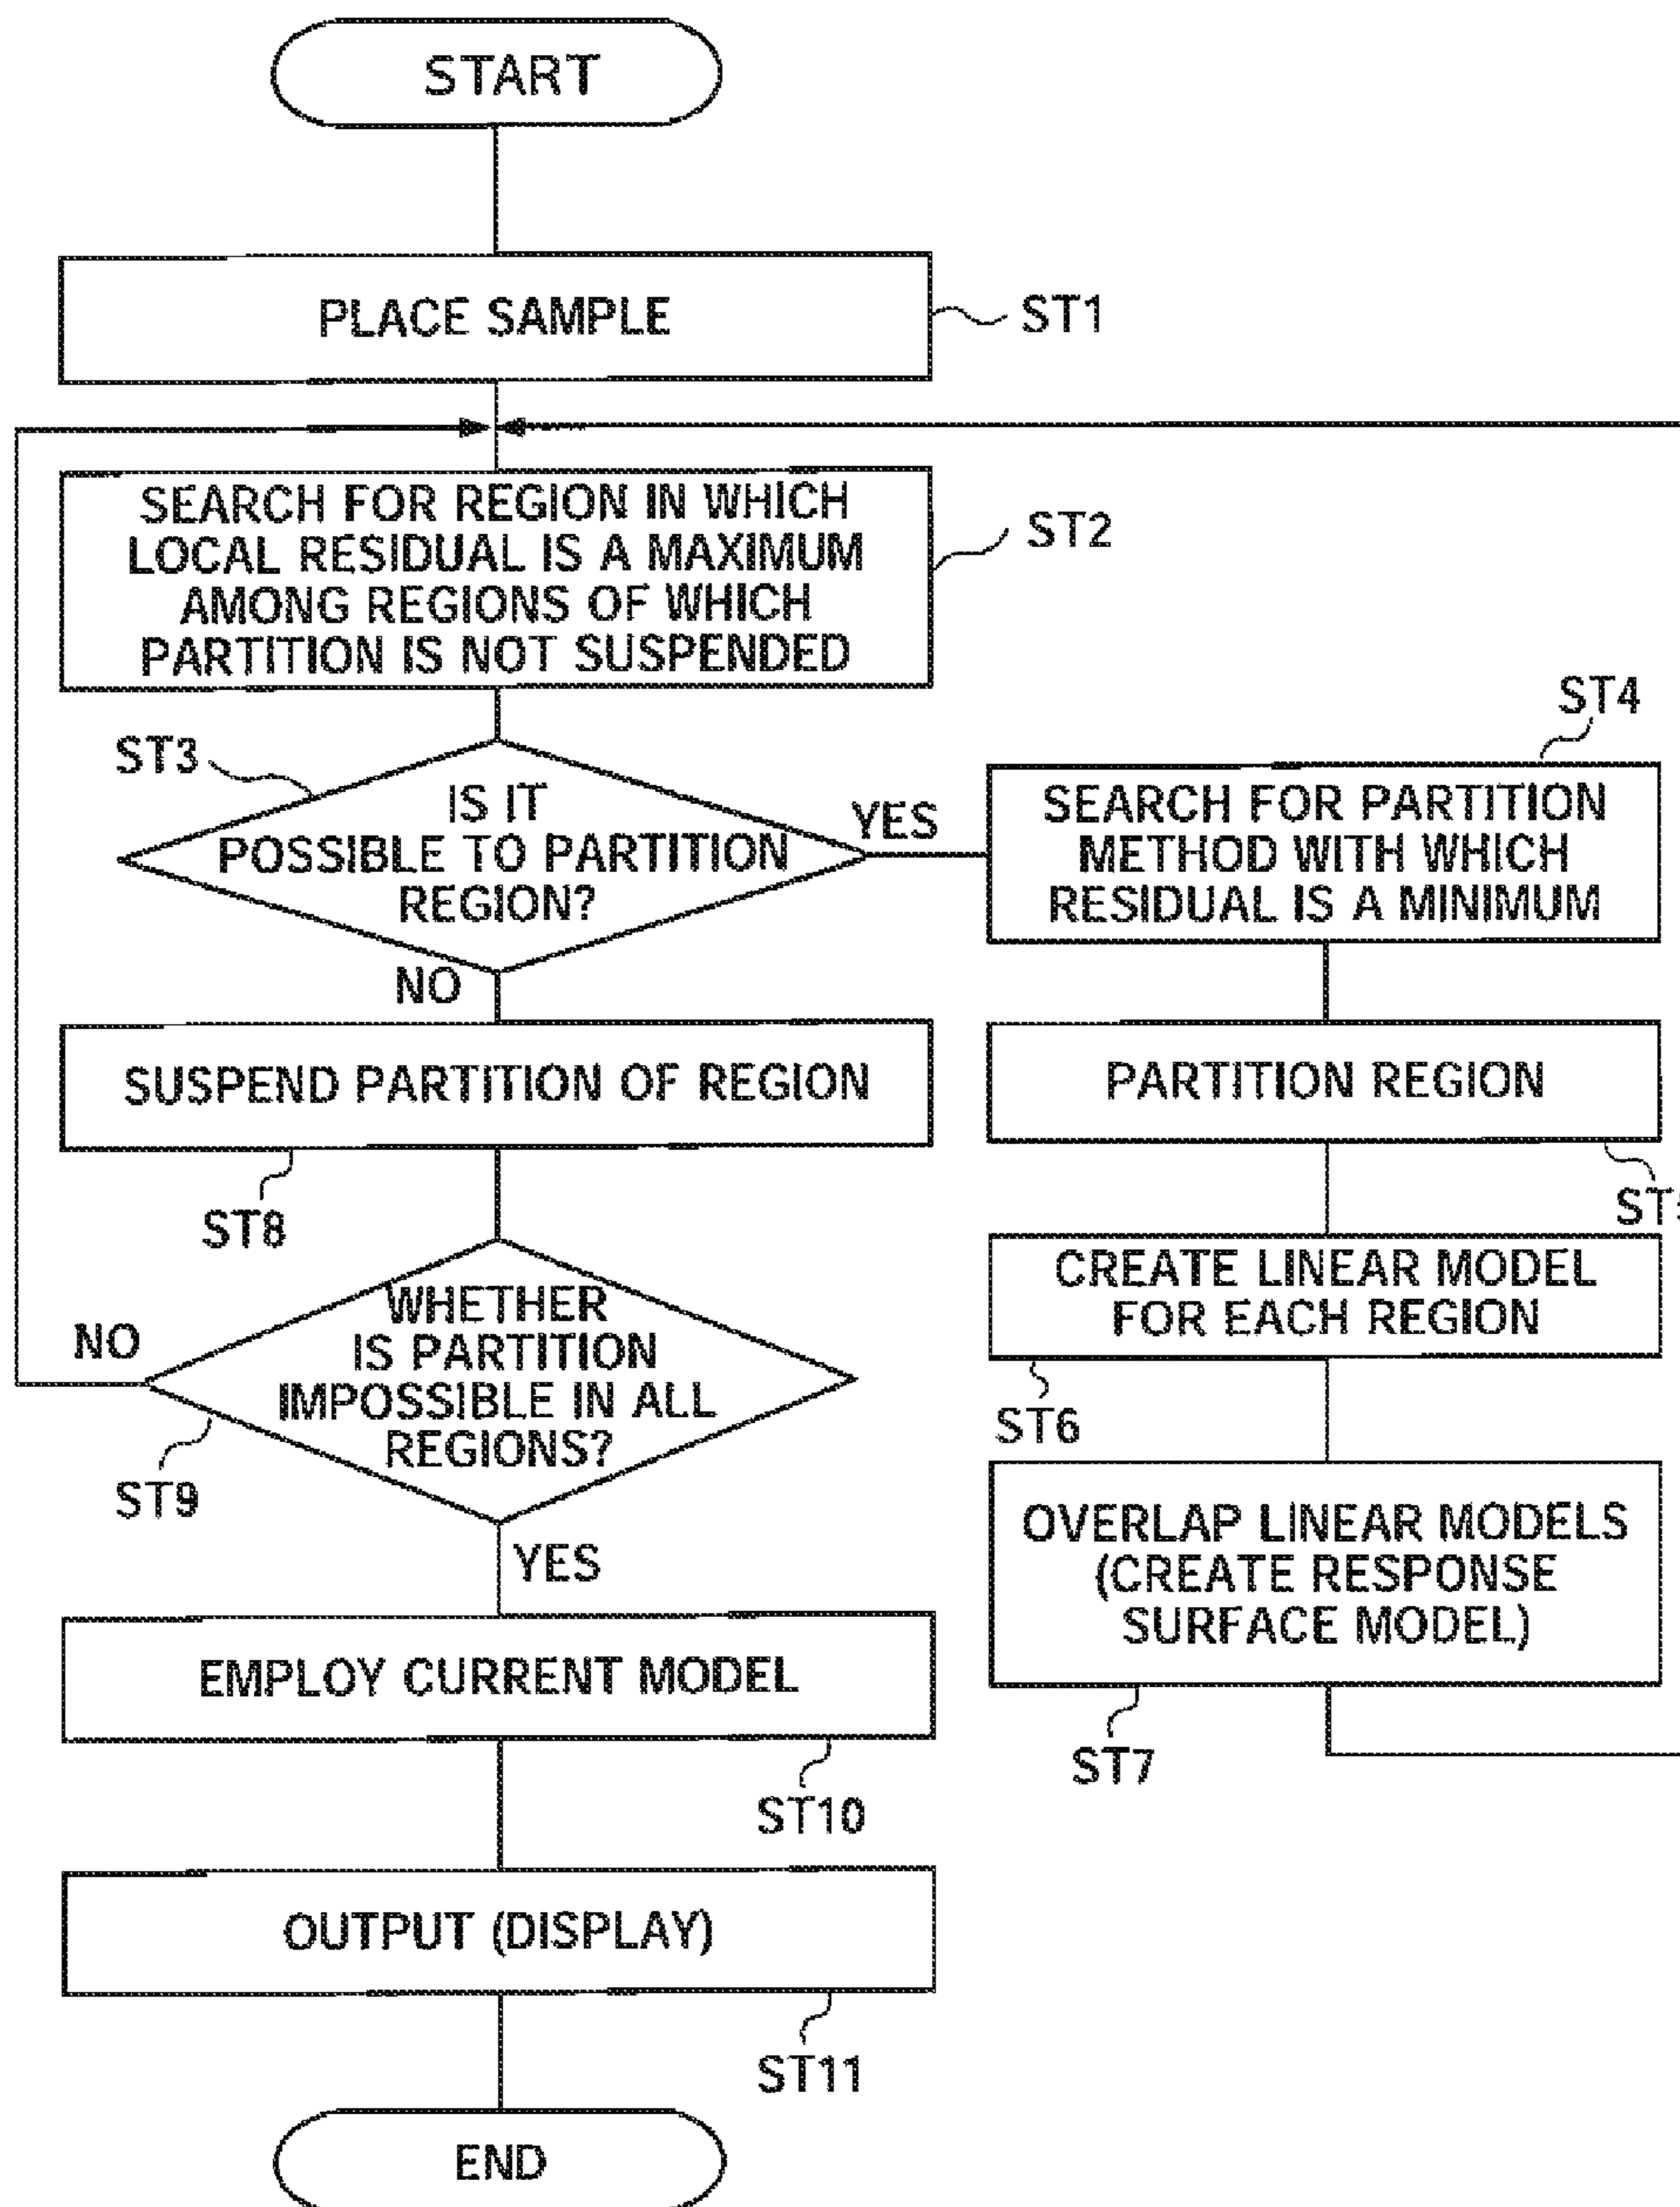 START
PLACE SAMPLE
ST1
SEARCH FOR REGION IN WHICH
LOCAL RESIDUAL IS A MAXIMUM
AMONG REGIONS OF WHICH
PARTITION IS NOT SUSPENDED
ST2
ST3
IS IT
POSSIBLE TO PARTITION
REGION?
YES
NO
ST4
SEARCH FOR PARTITION
METHOD WITH WHICH
RESIDUAL IS A MINIMUM
PARTITION REGION
ST5
CREATE LINEAR MODEL
FOR EACH REGION
ST6
OVERLAP LINEAR MODELS
(CREATE RESPONSE
SURFACE MODEL)
ST7
SUSPEND PARTITION OF REGION
ST8
WHETHER
IS PARTITION
IMPOSSIBLE IN ALL
REGIONS?
NO
ST9
YES
EMPLOY CURRENT MODEL
ST10
OUTPUT (DISPLAY)
ST11
END